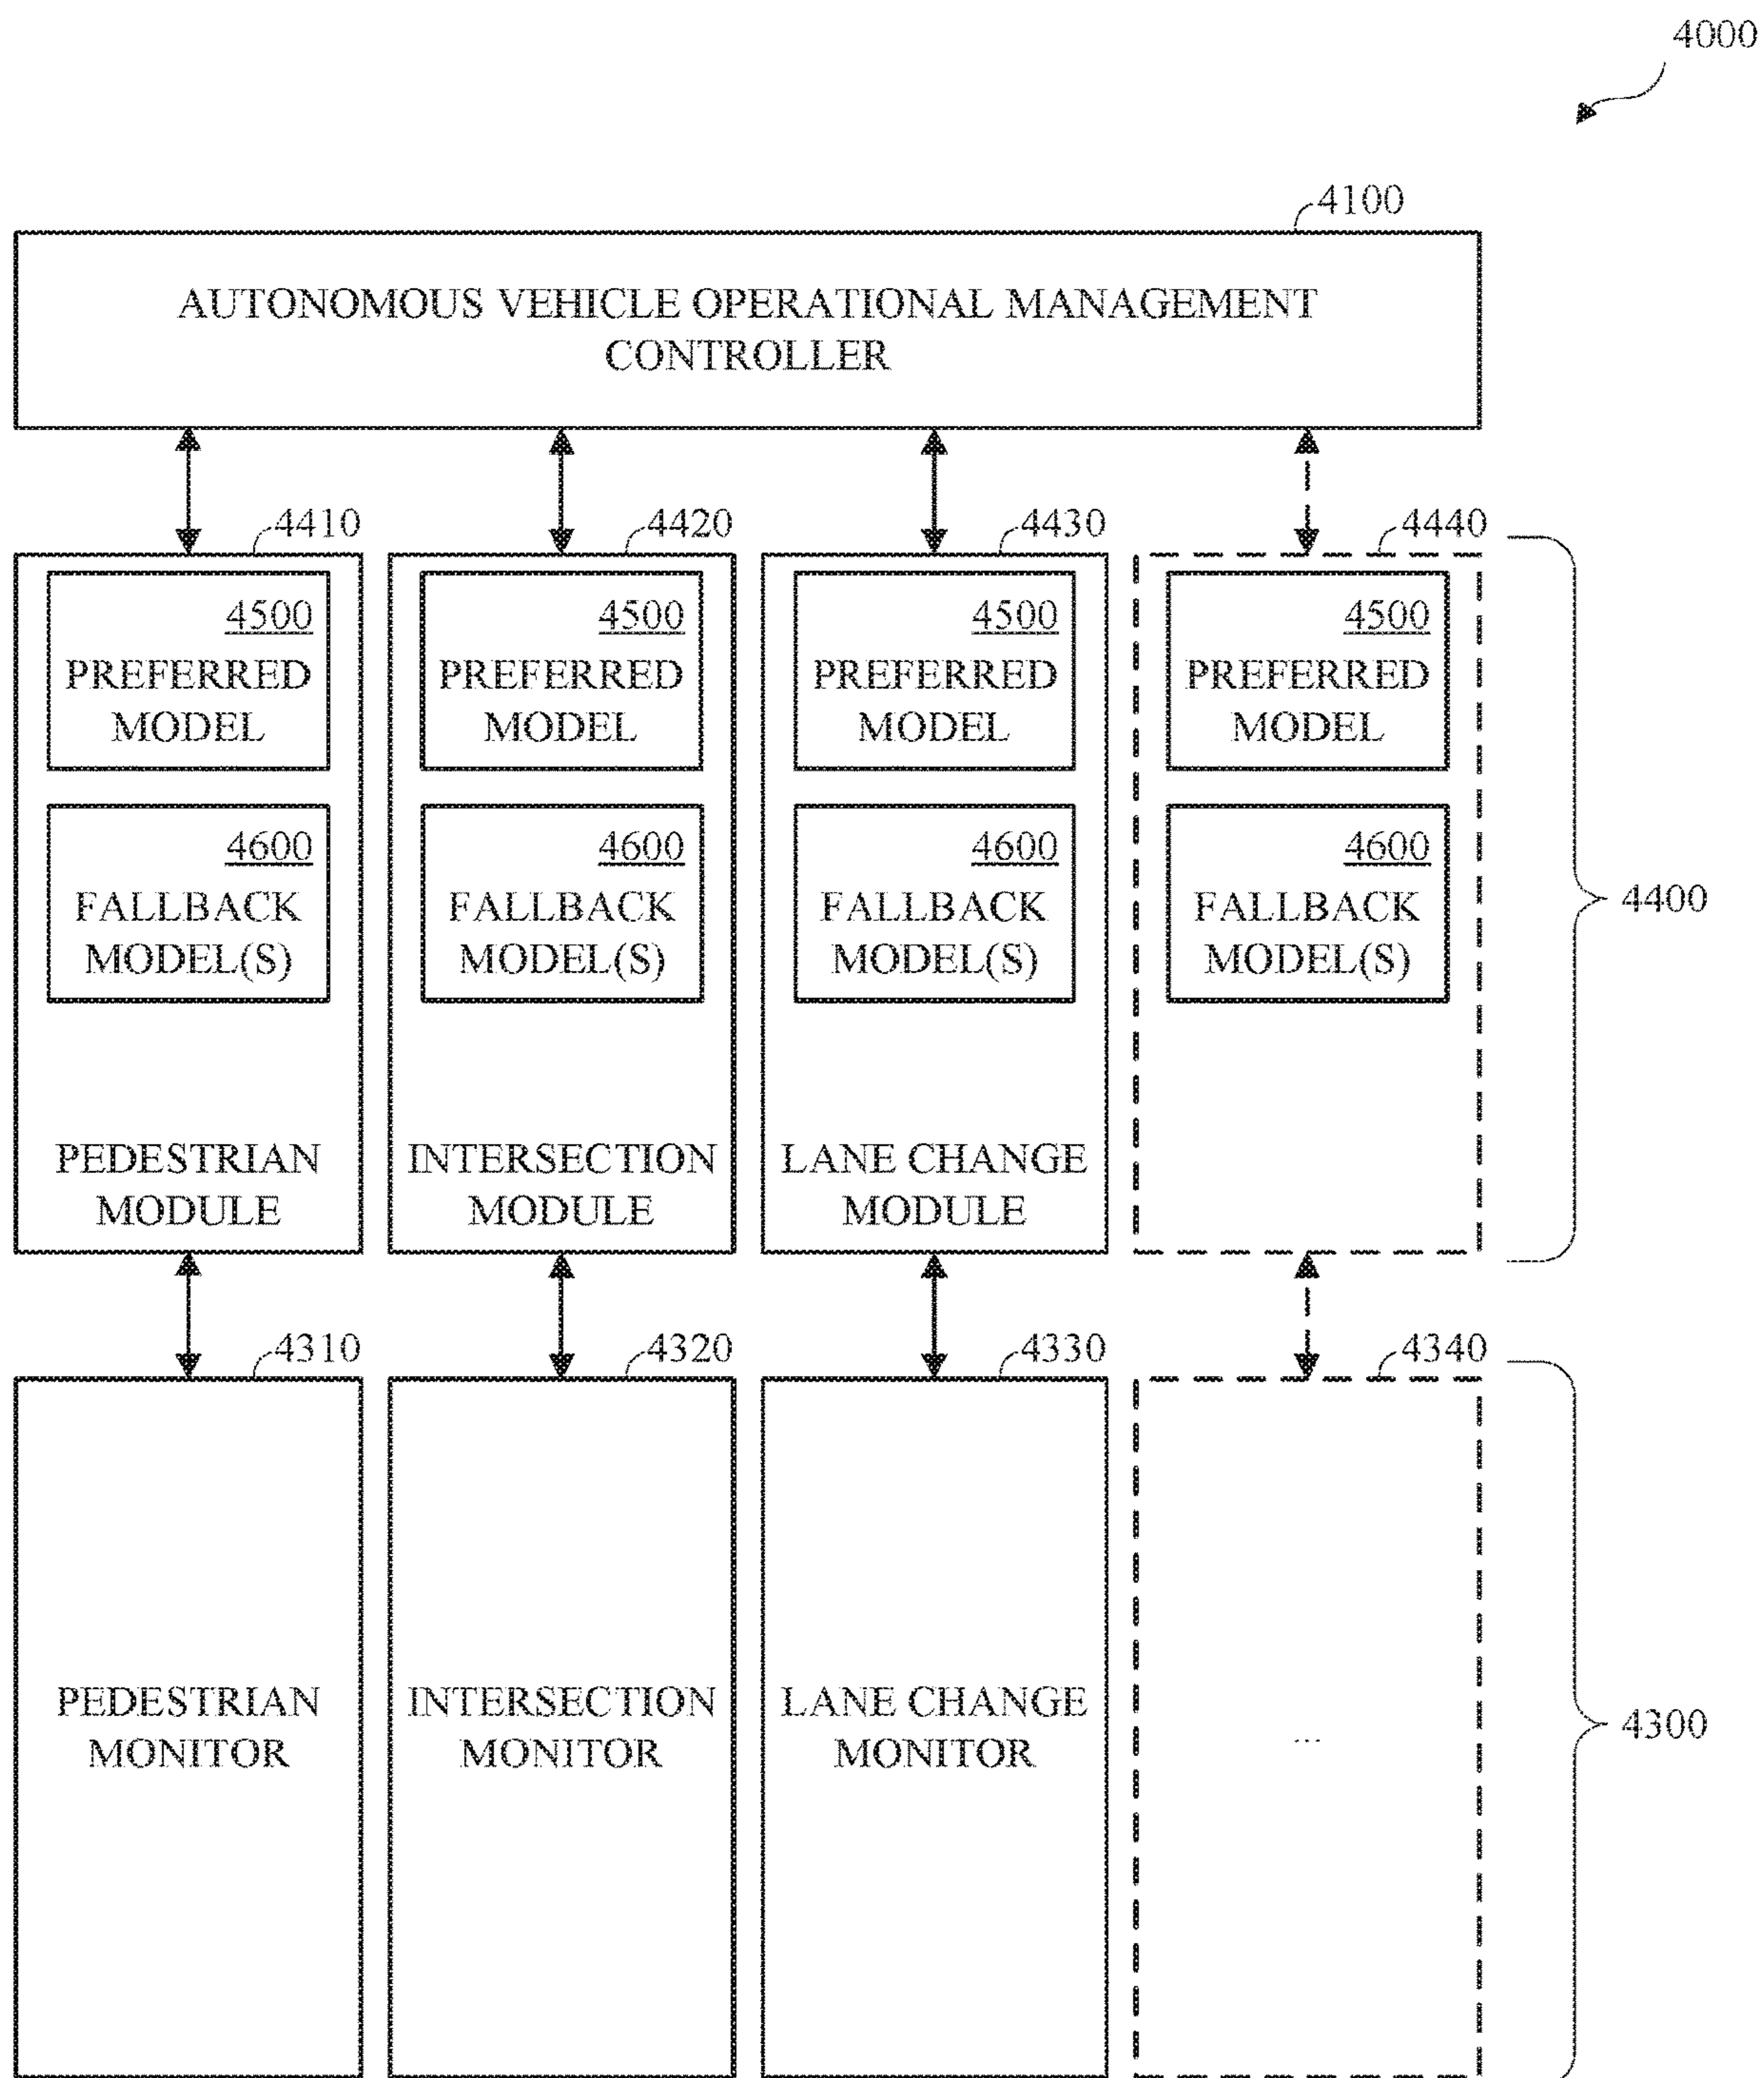 4000
4100
AUTONOMOUS VEHICLE OPERATIONAL MANAGEMENT
CONTROLLER
4410
4420
4430
4440
4500
PREFERRED
MODEL
4500
PREFERRED
MODEL
4500
PREFERRED
MODEL
4500
PREFERRED
MODEL
4600
FALLBACK
MODEL(S)
4600
FALLBACK
MODEL(S)
4600
FALLBACK
MODEL(S)
4600
FALLBACK
MODEL(S)
4400
PEDESTRIAN
MODULE
INTERSECTION
MODULE
LANE CHANGE
MODULE
4310
4320
4330
4340
PEDESTRIAN
MONITOR
INTERSECTION
MONITOR
LANE CHANGE
MONITOR
...
4300